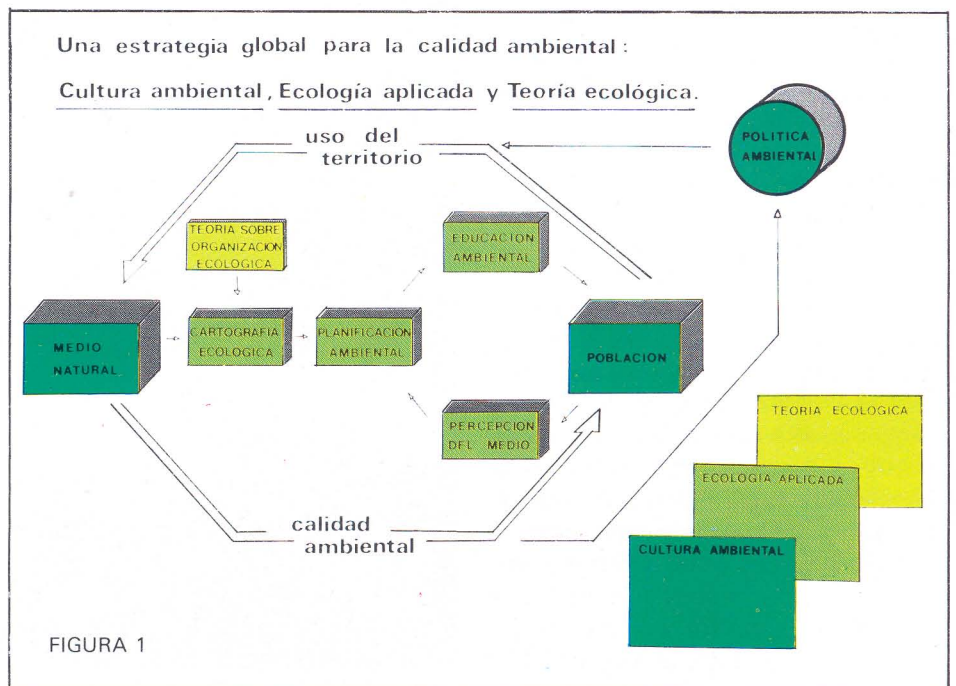 Una estrategia global para la calidad ambiental:
Cultura ambiental, Ecología aplicada y Teoría ecológica.
uso del
territorio
POLITICA
AMBIENTAL
TEORIA SOBRE
ORGANIZACION
ECOLOGICA
EDUCACION
AMBIENTAL
MEDIO
NATURAL
CARTOGRAFIA
ECOLOGICA
PLANIFICACION
AMBIENTAL
POBLACION
PERCEPCION
DEL MEDIO
TEORIA ECOLOGICA
ECOLOGIA APLICADA
CULTURA AMBIENTAL
calidad
ambiental
FIGURA 1